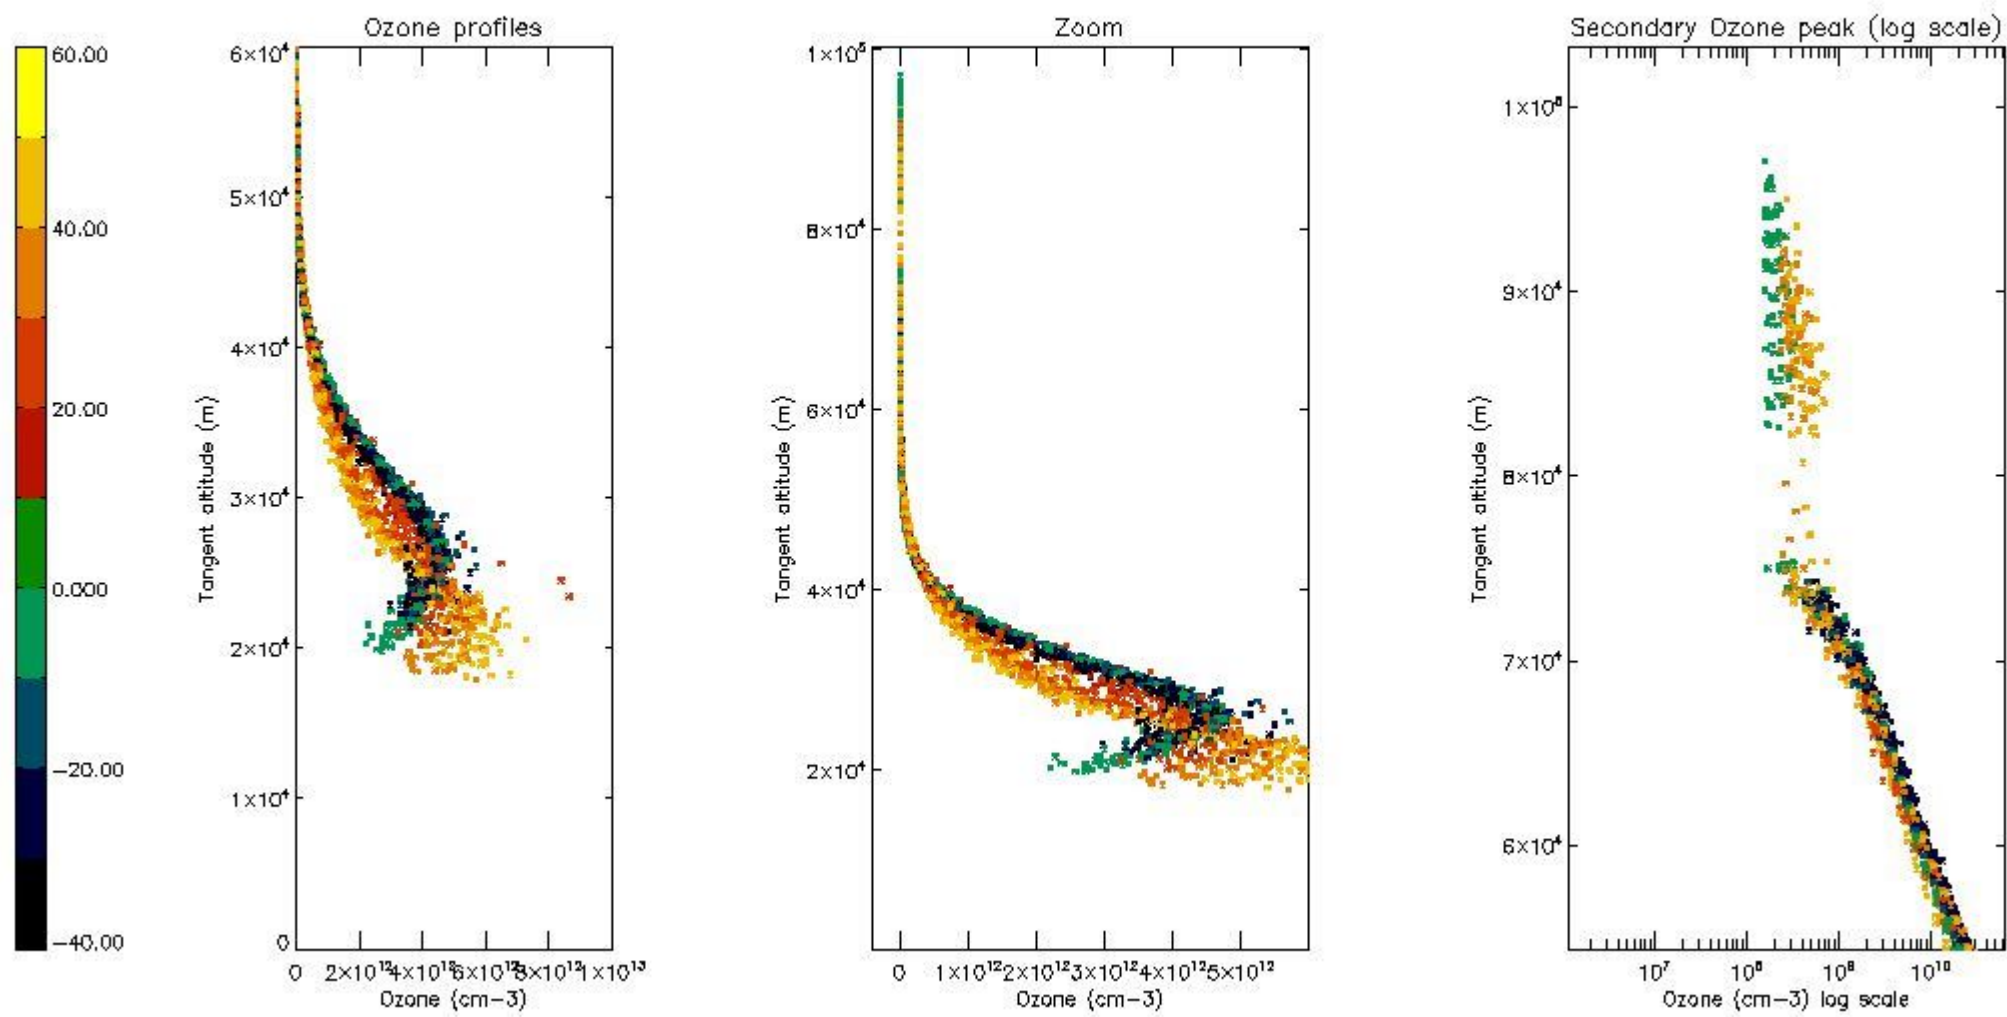 Ozone profiles
Zoom
Secondary Ozone peak (log scale)
60.00
40.00
20.00
0.000
−20.00
−40.00
6×10⁴
5×10⁴
4×10⁴
3×10⁴
2×10⁴
1×10⁴
0
Tangent altitude (m)
0 2×10¹² 4×10¹² 6×10¹² 8×10¹² 1×10¹³
Ozone (cm−3)
1×10⁵
8×10⁴
6×10⁴
4×10⁴
2×10⁴
Tangent altitude (m)
0 1×10¹² 2×10¹² 3×10¹² 4×10¹² 5×10¹²
Ozone (cm−3)
1×10⁵
9×10⁴
8×10⁴
7×10⁴
6×10⁴
Tangent altitude (m)
10⁷ 10⁸ 10⁹ 10¹⁰
Ozone (cm−3) log scale